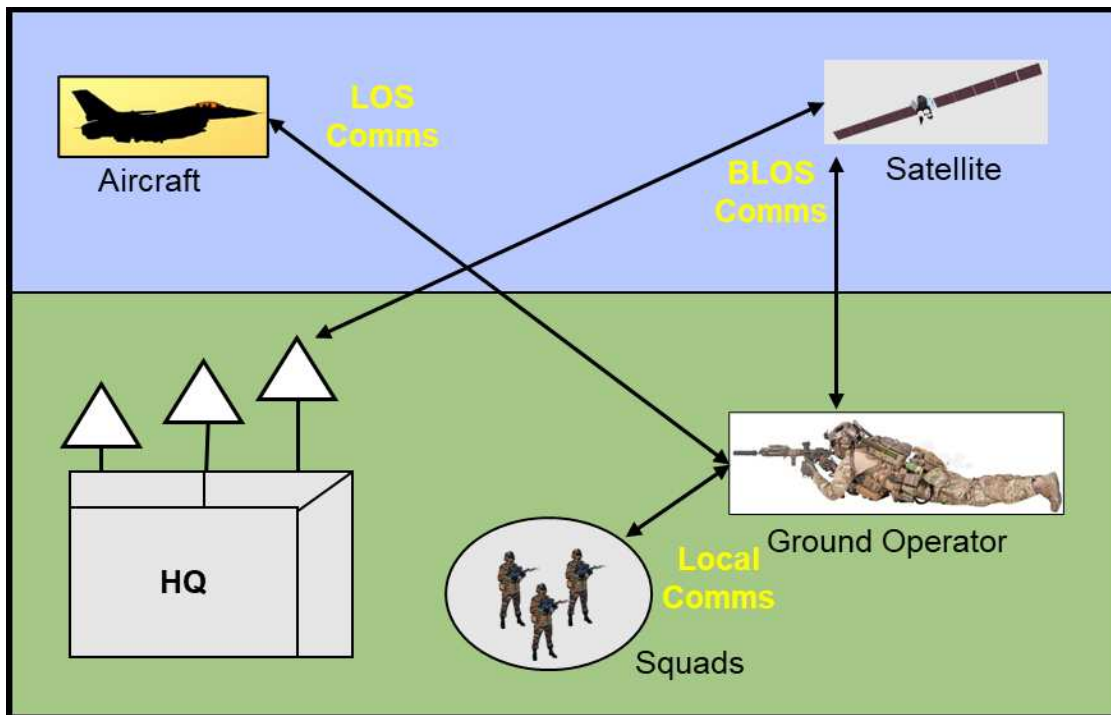 LOS
Comms
Aircraft
BLOS
Comms
Satellite
HQ
Ground Operator
Local
Comms
Squads